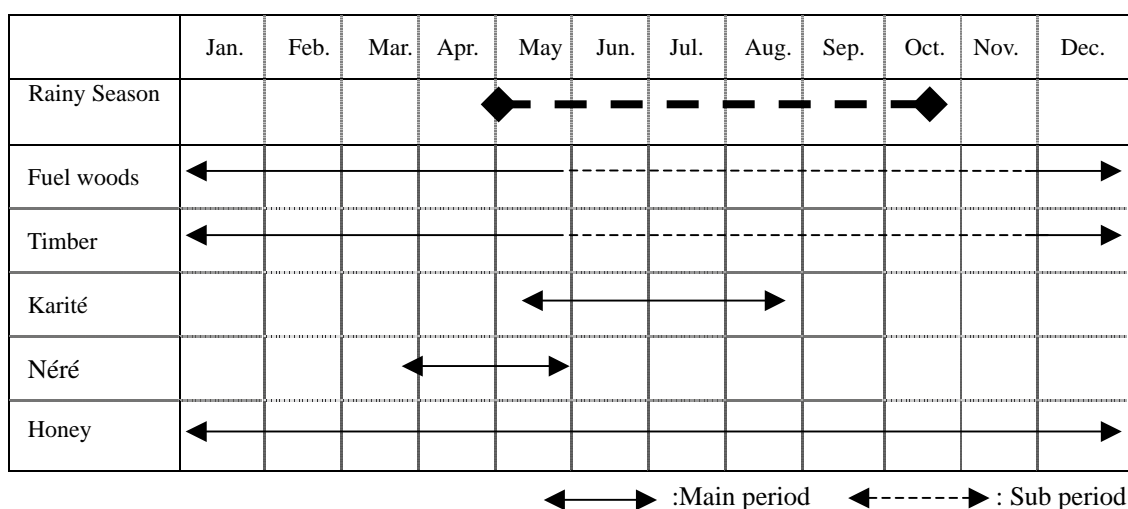 Jan. Feb. Mar. Apr. May Jun. Jul. Aug. Sep. Oct. Nov. Dec.
Rainy Season
Fuel woods
Timber
Karité
Néré
Honey
:Main period : Sub period